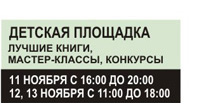 ДЕТСКАЯ ПЛОЩАДКА
ЛУЧШИЕ КНИГИ,
МАСТЕР-КЛАССЫ, КОНКУРСЫ
11 НОЯБРЯ С 16:00 ДО 20:00
12, 13 НОЯБРЯ С 11:00 ДО 18:00